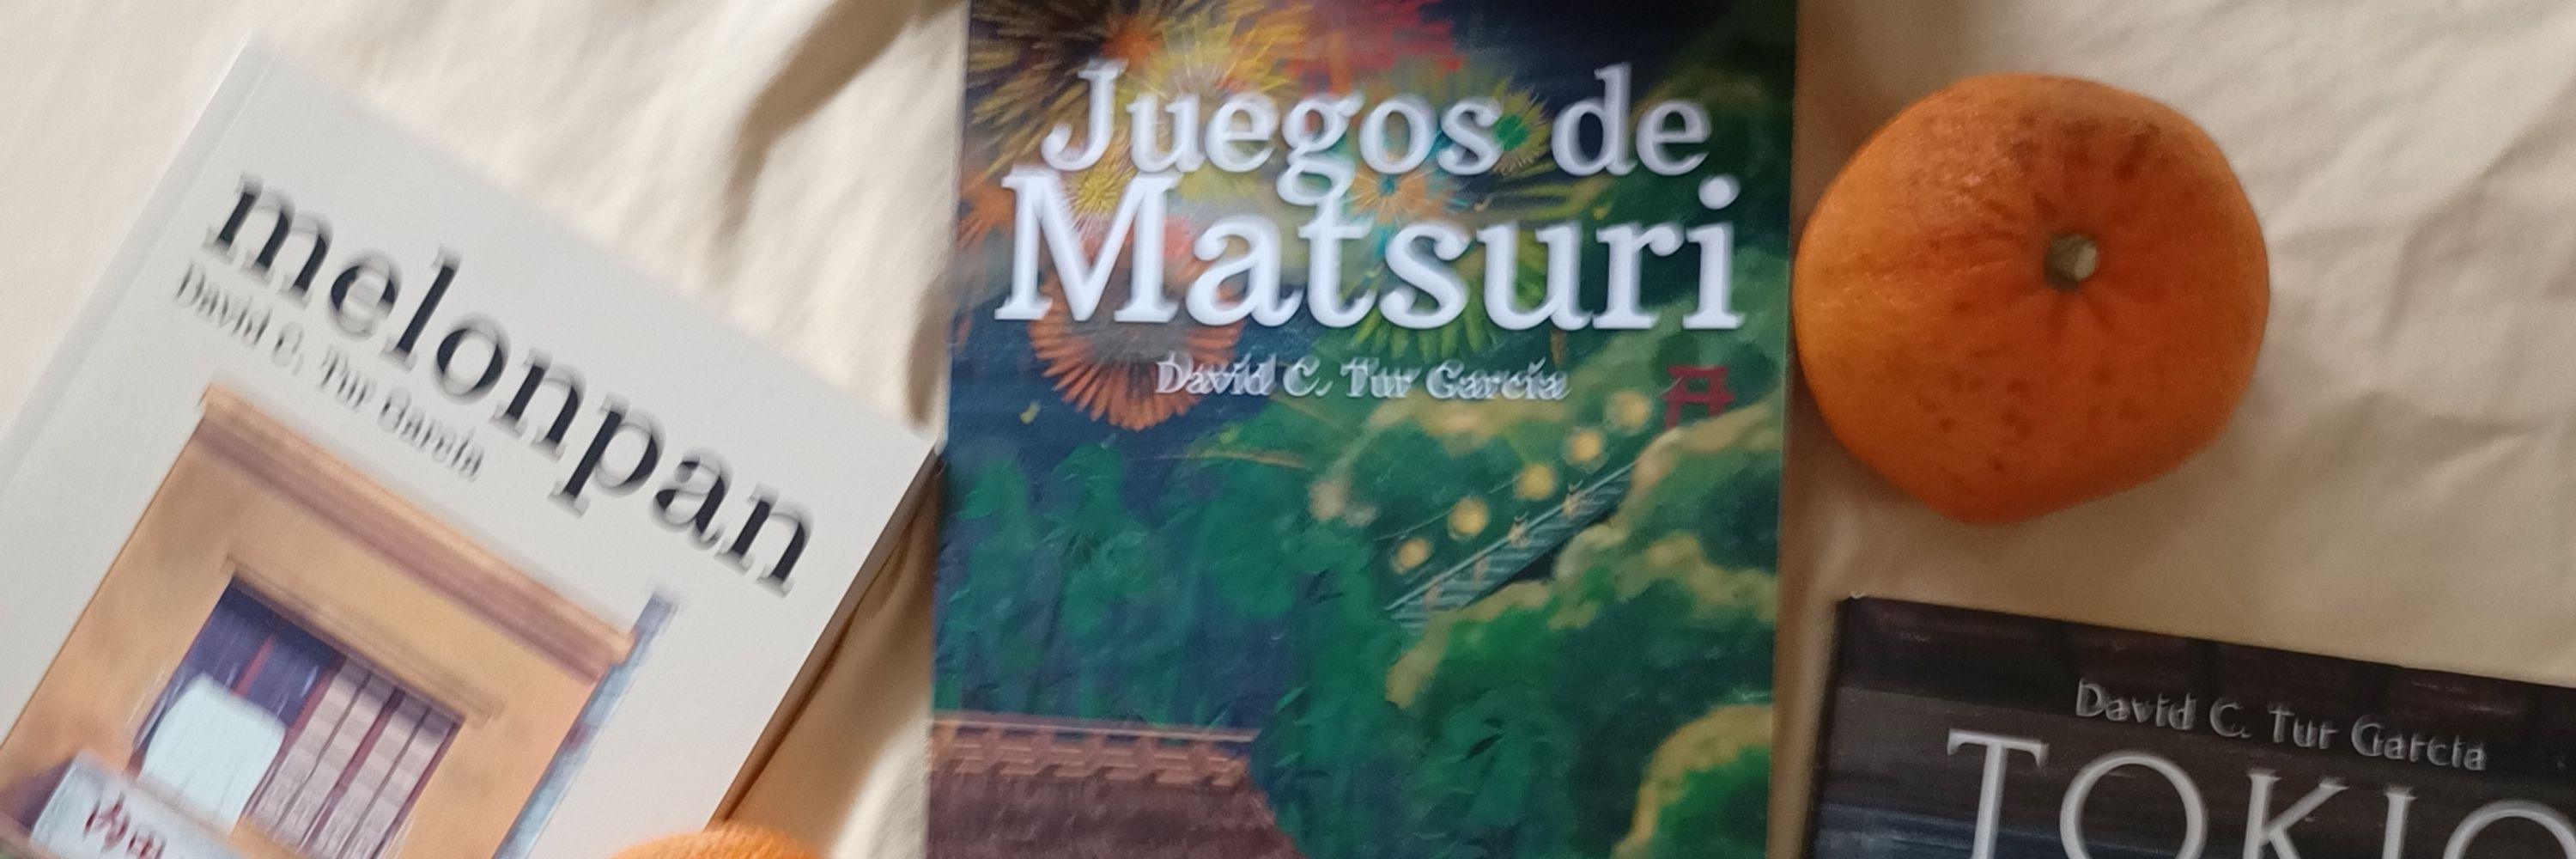 melonpan
David C. Tur García
Juegos de
Matsuri
David C. Tur García
David C. Tur García
TOKIO